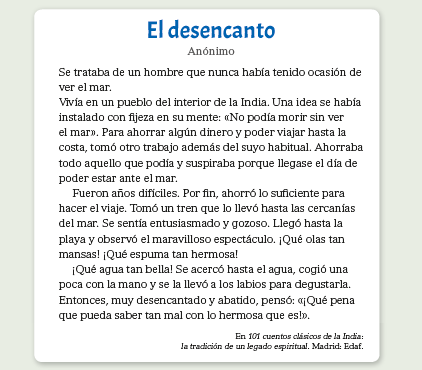 El desencanto
Anónimo
Se trataba de un hombre que nunca había tenido ocasión de
ver el mar.
Vivía en un pueblo del interior de la India. Una idea se había
instalado con fijeza en su mente: «No podía morir sin ver
el mar». Para ahorrar algún dinero y poder viajar hasta la
costa, tomó otro trabajo además del suyo habitual. Ahorraba
todo aquello que podía y suspiraba porque llegase el día de
poder estar ante el mar.
Fueron años difíciles. Por fin, ahorró lo suficiente para
hacer el viaje. Tomó un tren que lo llevó hasta las cercanías
del mar. Se sentía entusiasmado y gozoso. Llegó hasta la
playa y observó el maravilloso espectáculo. ¡Qué olas tan
mansas! ¡Qué espuma tan hermosa!
¡Qué agua tan bella! Se acercó hasta el agua, cogió una
poca con la mano y se la llevó a los labios para degustarla.
Entonces, muy desencantado y abatido, pensó: «¡Qué pena
que pueda saber tan mal con lo hermosa que es!».
En 101 cuentos clásicos de la India:
la tradición de un legado espiritual. Madrid: Edaf.